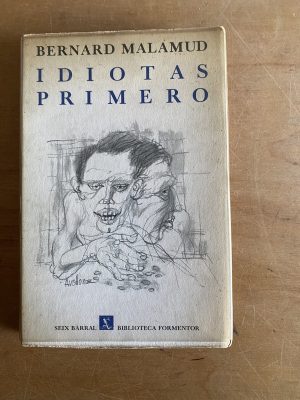 BERNARD MALAMUD
IDIOTAS
PRIMERO
SEIX BARRAL BIBLIOTECA FORMENTOR